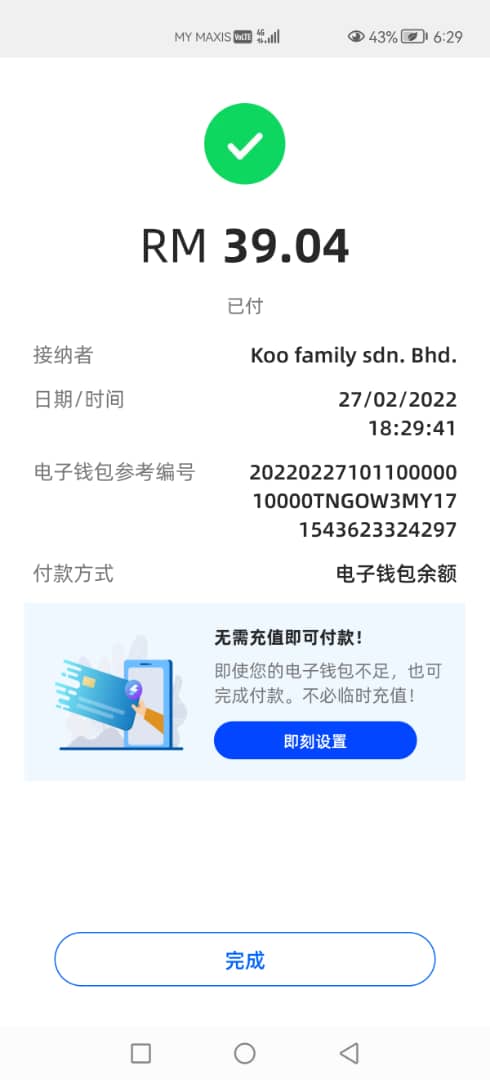 MY MAXIS VoLTE 4G 43% 6:29
RM 39.04
已付
接纳者 Koo family sdn. Bhd.
日期/时间 27/02/2022
18:29:41
电子钱包参考编号 20220227101100000
10000TNGOW3MY17
1543623324297
付款方式 电子钱包余额
无需充值即可付款!
即使您的电子钱包不足，也可
完成付款。不必临时充值!
即刻设置
完成